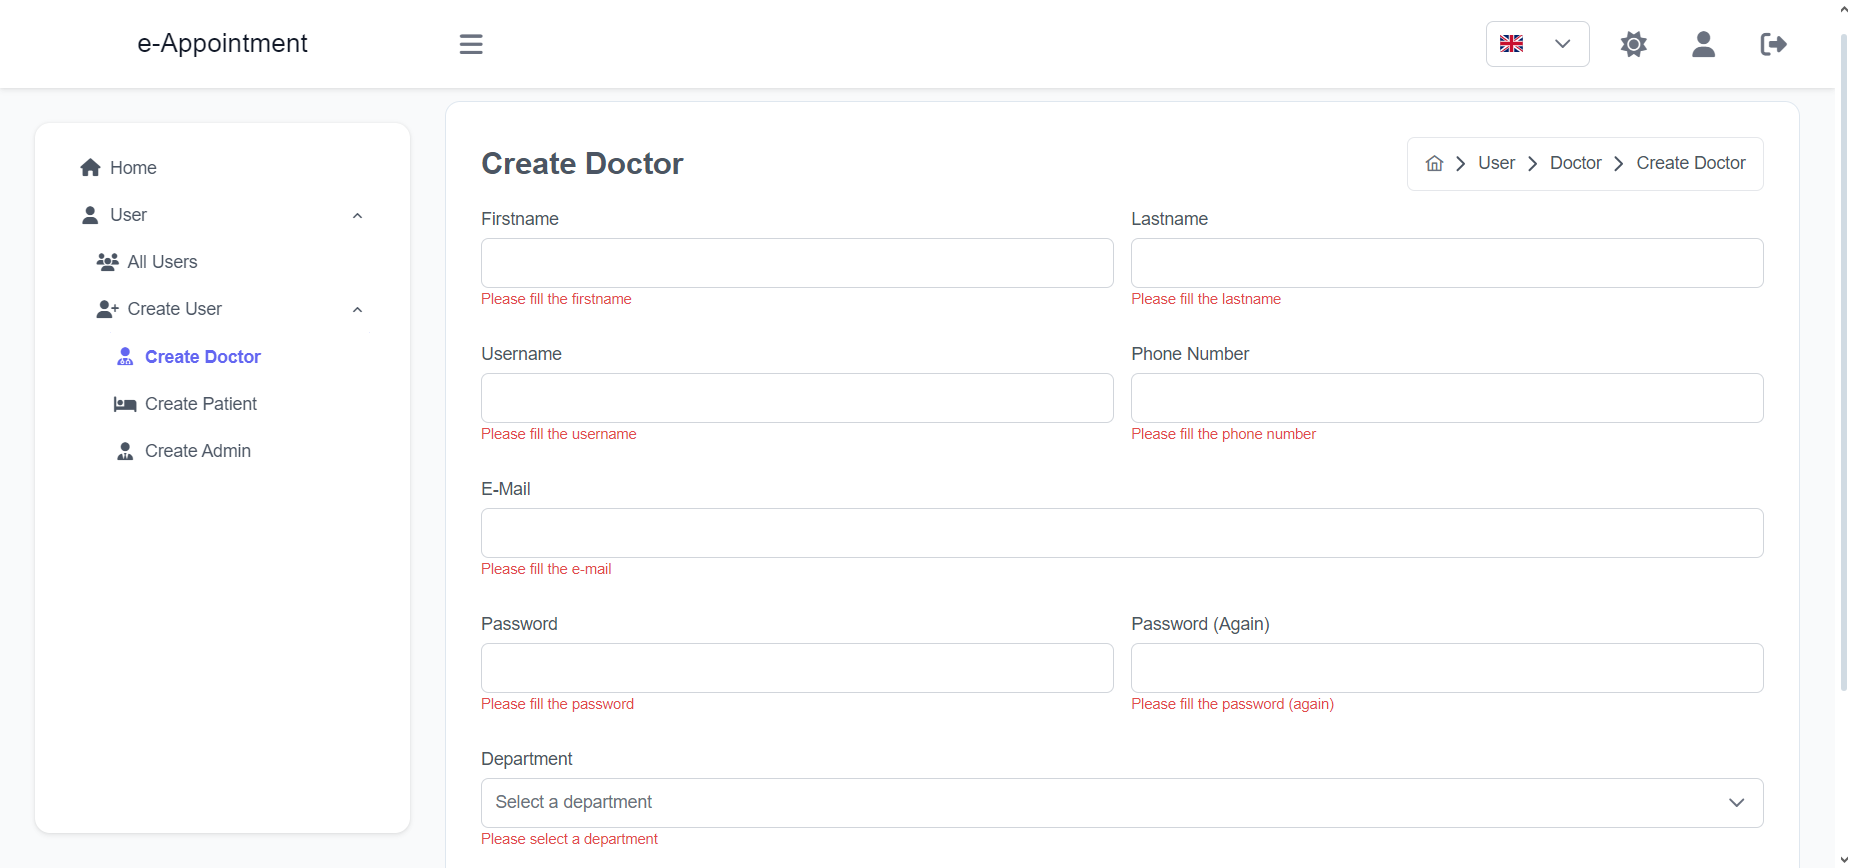 e-Appointment
Home
User
All Users
Create User
Create Doctor
Create Patient
Create Admin
Create Doctor
User Doctor Create Doctor
Firstname Lastname
Please fill the firstname Please fill the lastname
Username Phone Number
Please fill the username Please fill the phone number
E-Mail
Please fill the e-mail
Password Password (Again)
Please fill the password Please fill the password (again)
Department
Select a department
Please select a department